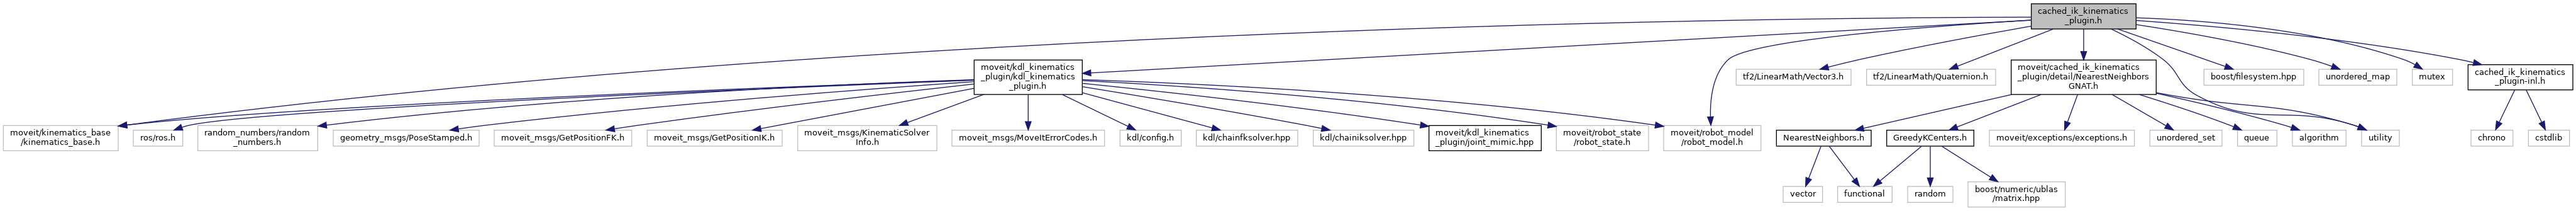 cached_ik_kinematics
_plugin.h
moveit/kdl_kinematics
_plugin/kdl_kinematics
_plugin.h
tf2/LinearMath/Vector3.h
tf2/LinearMath/Quaternion.h
moveit/cached_ik_kinematics
_plugin/detail/NearestNeighbors
GNAT.h
boost/filesystem.hpp
unordered_map
mutex
cached_ik_kinematics
_plugin-inl.h
moveit/kinematics_base
/kinematics_base.h
ros/ros.h
random_numbers/random
_numbers.h
geometry_msgs/PoseStamped.h
moveit_msgs/GetPositionFK.h
moveit_msgs/GetPositionIK.h
moveit_msgs/KinematicSolver
Info.h
moveit_msgs/MoveItErrorCodes.h
kdl/config.h
kdl/chainfksolver.hpp
kdl/chainiksolver.hpp
moveit/kdl_kinematics
_plugin/joint_mimic.hpp
moveit/robot_state
/robot_state.h
moveit/robot_model
/robot_model.h
NearestNeighbors.h
GreedyKCenters.h
moveit/exceptions/exceptions.h
unordered_set
queue
algorithm
utility
chrono
cstdlib
vector
functional
random
boost/numeric/ublas
/matrix.hpp